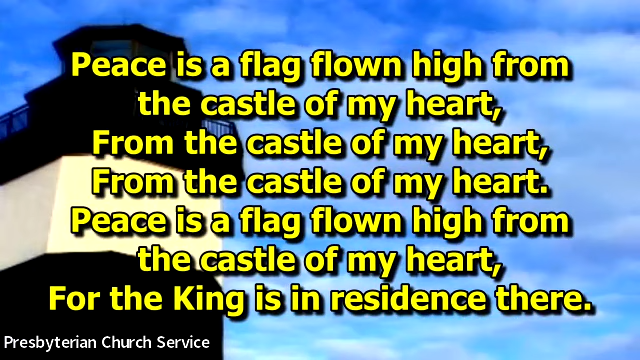 Peace is a flag flown high from
the castle of my heart,
From the castle of my heart,
From the castle of my heart.
Peace is a flag flown high from
the castle of my heart,
For the King is in residence there.
Presbyterian Church Service